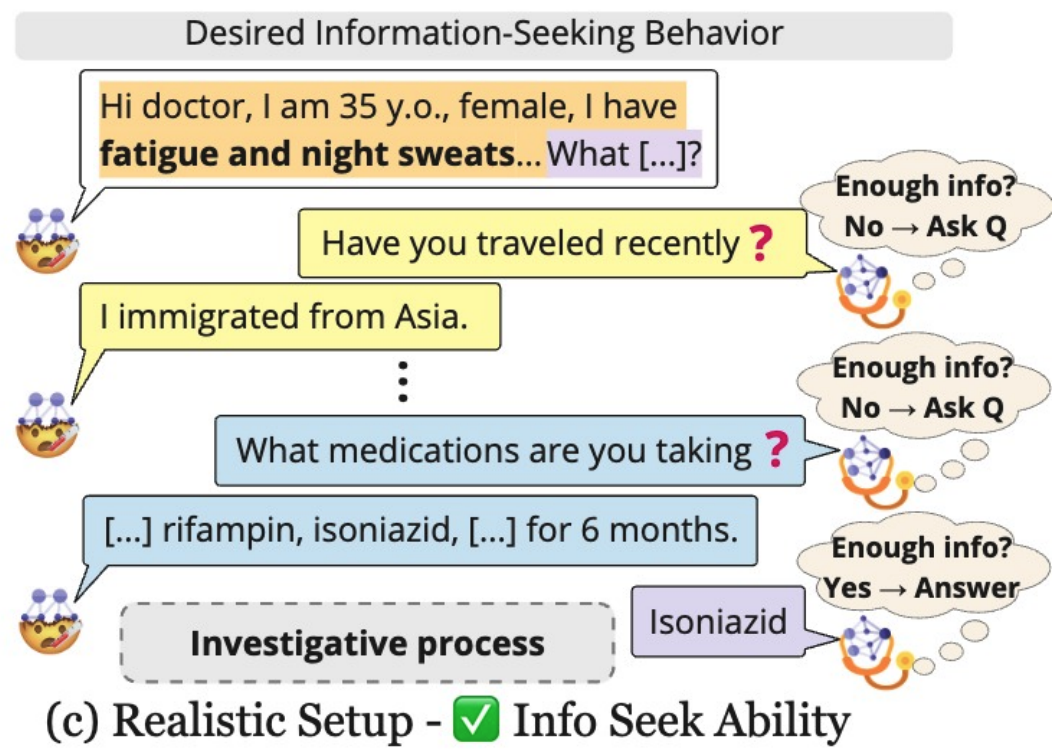 Desired Information-Seeking Behavior
Hi doctor, I am 35 y.o., female, I have
fatigue and night sweats... What [...]?
Enough info?
No → Ask Q
Have you traveled recently ?
I immigrated from Asia.
Enough info?
No → Ask Q
What medications are you taking ?
[...] rifampin, isoniazid, [...] for 6 months.
Enough info?
Yes → Answer
Isoniazid
Investigative process
(c) Realistic Setup - ✅ Info Seek Ability